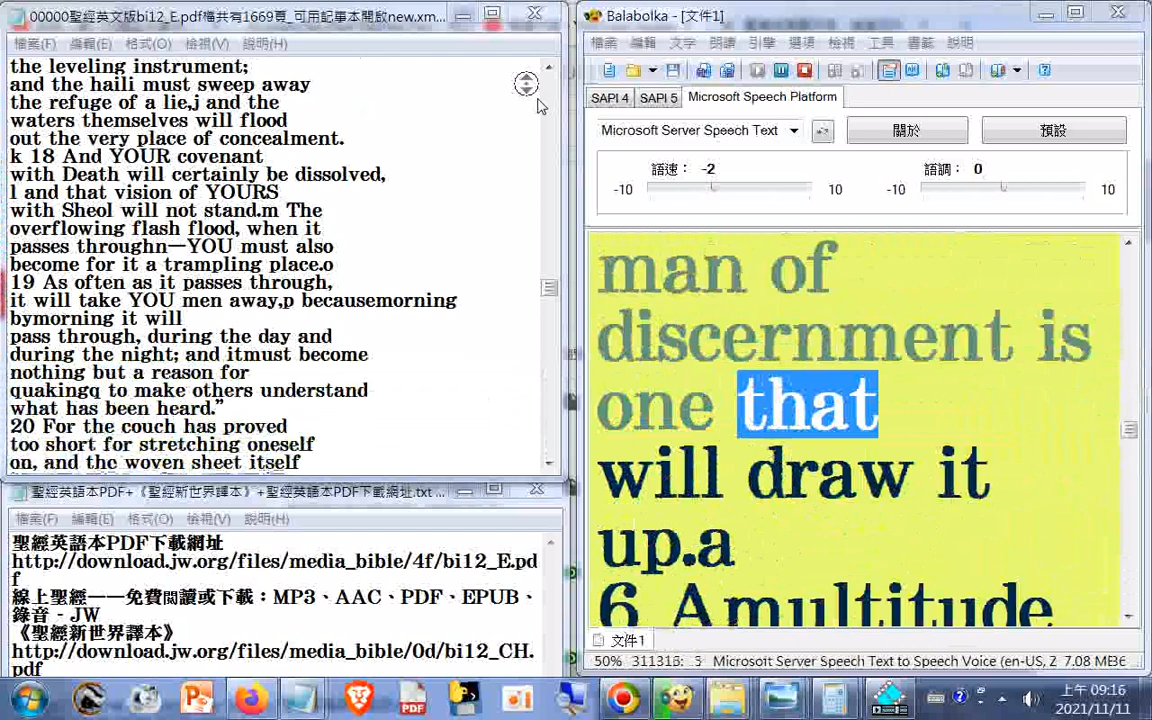 00000聖經英文版bi12_E.pdf檔共有1669頁_可用記事本開啟new.xm...
檔案(F) 編輯(E) 格式(O) 檢視(V) 說明(H)
the leveling instrument;
and the haili must sweep away
the refuge of a lie,j and the
waters themselves will flood
out the very place of concealment.
k 18 And YOUR covenant
with Death will certainly be dissolved,
l and that vision of YOURS
with Sheol will not stand.m The
overflowing flash flood, when it
passes throughn—YOU must also
become for it a trampling place.o
19 As often as it passes through,
it will take YOU men away,p becausemorning
bymorning it will
pass through, during the day and
during the night; and itmust become
nothing but a reason for
quakingq to make others understand
what has been heard.”
20 For the couch has proved
too short for stretching oneself
on, and the woven sheet itself
聖經英語本PDF+《聖經新世界譯本》+聖經英語本PDF下載網址.txt ...
檔案(F) 編輯(E) 格式(O) 檢視(V) 說明(H)
聖經英語本PDF下載網址
http://download.jw.org/files/media_bible/4f/bi12_E.pd
f
線上聖經——免費閱讀或下載：MP3、AAC、PDF、EPUB、
錄音 - JW
《聖經新世界譯本》
http://download.jw.org/files/media_bible/0d/bi12_CH.
pdf
Balabolka - [文件1]
檔案 編輯 文字 朗讀 引擎 選項 檢視 工具 書籤 說明
SAPI 4 SAPI 5 Microsoft Speech Platform
Microsoft Server Speech Text 關於 預設
語速： -2 語調： 0
-10 10 -10 10
man of
discernment is
one that
will draw it
up.a
6 Amultitude
文件1
50% Microsoft Server Speech Text to Speech Voice (en-US, Z 7.08 MB
上午 09:16
2021/11/11